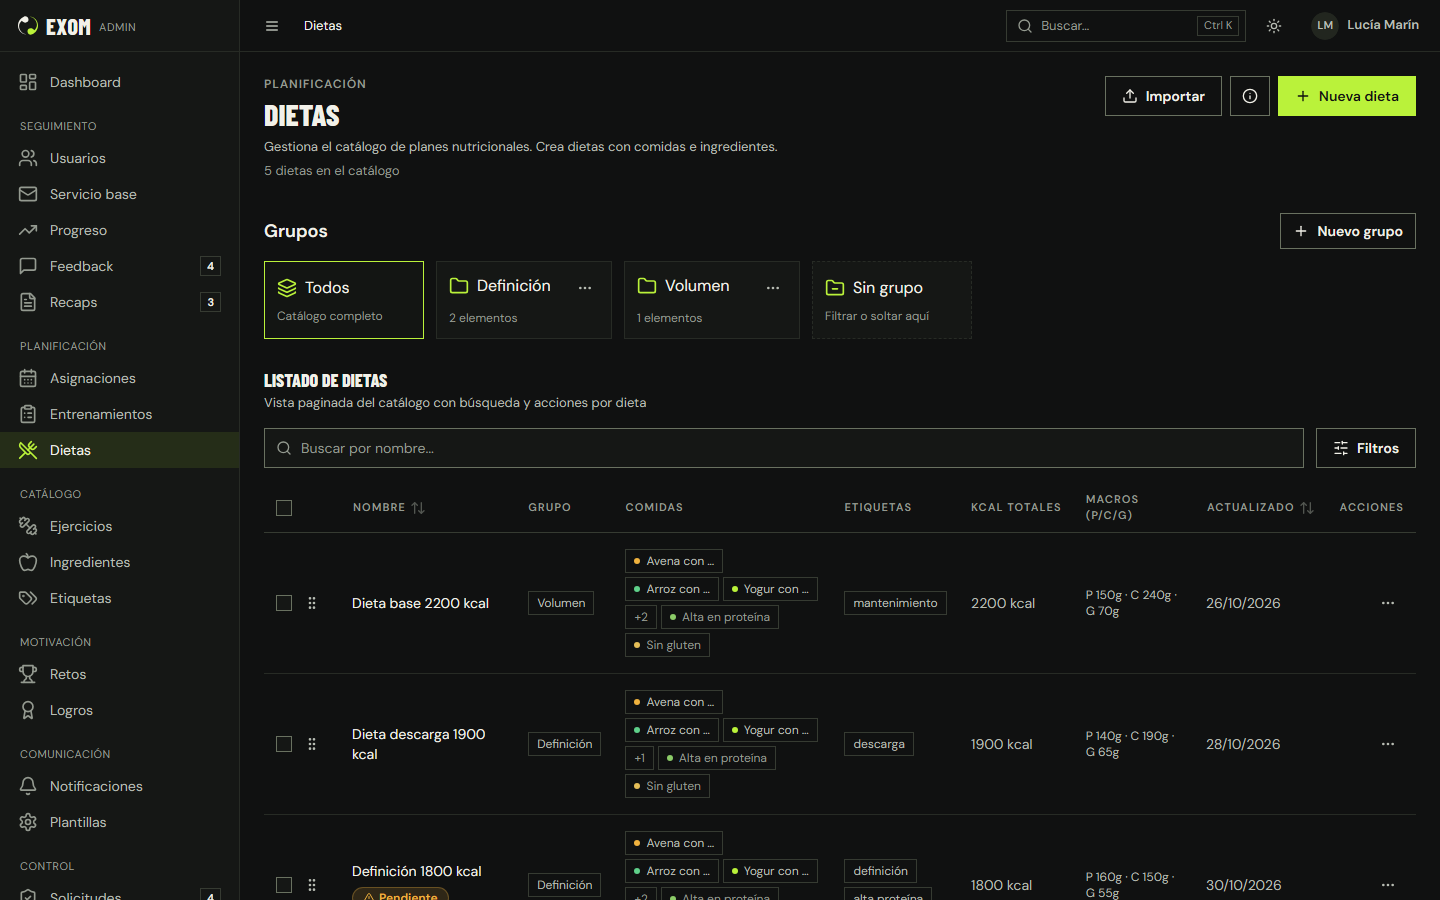 EXOM ADMIN
Dietas
Buscar...
Ctrl K
LM
Lucía Marín
Dashboard
SEGUIMIENTO
Usuarios
Servicio base
Progreso
Feedback
4
Recaps
3
PLANIFICACIÓN
Asignaciones
Entrenamientos
Dietas
CATÁLOGO
Ejercicios
Ingredientes
Etiquetas
MOTIVACIÓN
Retos
Logros
COMUNICACIÓN
Notificaciones
Plantillas
CONTROL
Solicitudes
4
PLANIFICACIÓN
DIETAS
Gestiona el catálogo de planes nutricionales. Crea dietas con comidas e ingredientes.
5 dietas en el catálogo
Importar
Nueva dieta
Grupos
Nuevo grupo
Todos
Catálogo completo
Definición
2 elementos
Volumen
1 elementos
Sin grupo
Filtrar o soltar aquí
LISTADO DE DIETAS
Vista paginada del catálogo con búsqueda y acciones por dieta
Buscar por nombre...
Filtros
NOMBRE
GRUPO
COMIDAS
ETIQUETAS
KCAL TOTALES
MACROS
(P/C/G)
ACTUALIZADO
ACCIONES
Dieta base 2200 kcal
Volumen
Avena con ...
Arroz con ...
Yogur con ...
+2
Alta en proteína
Sin gluten
mantenimiento
2200 kcal
P 150g · C 240g ·
G 70g
26/10/2026
Dieta descarga 1900
kcal
Definición
Avena con ...
Arroz con ...
Yogur con ...
+1
Alta en proteína
Sin gluten
descarga
1900 kcal
P 140g · C 190g ·
G 65g
28/10/2026
Definición 1800 kcal
Pendiente
Definición
Avena con ...
Arroz con ...
Yogur con ...
+2
Alta en proteína
definición
alta proteína
1800 kcal
P 160g · C 150g ·
G 55g
30/10/2026